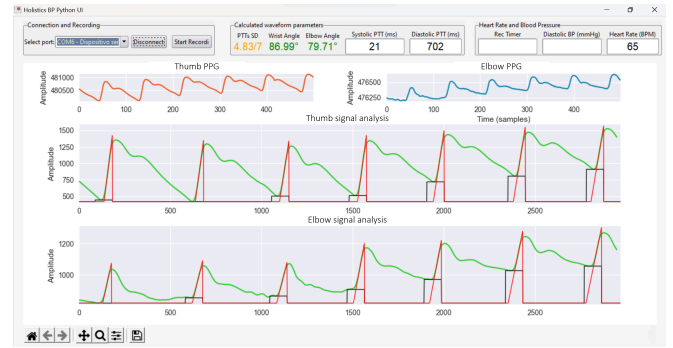 Holistics BP Python UI
Connection and Recording
Select port: COM6 - Dispositivo se Disconnect Start Recordi
Calculated waveform parameters
PTTs SD Wrist Angle Elbow Angle Systolic PTT (ms) Diastolic PTT (ms)
4.83/7 86.99° 79.71° 21 702
Heart Rate and Blood Pressure
Rec Timer Diastolic BP (mmHg) Heart Rate (BPM)
65
Thumb PPG
Amplitude
481000
480500
0 100 200 300 400
Elbow PPG
Amplitude
476500
476250
0 100 200 300 400
Time (samples)
Thumb signal analysis
Amplitude
1500
1250
1000
750
500
0 500 1000 1500 2000 2500
Elbow signal analysis
Amplitude
1200
1000
0 500 1000 1500 2000 2500